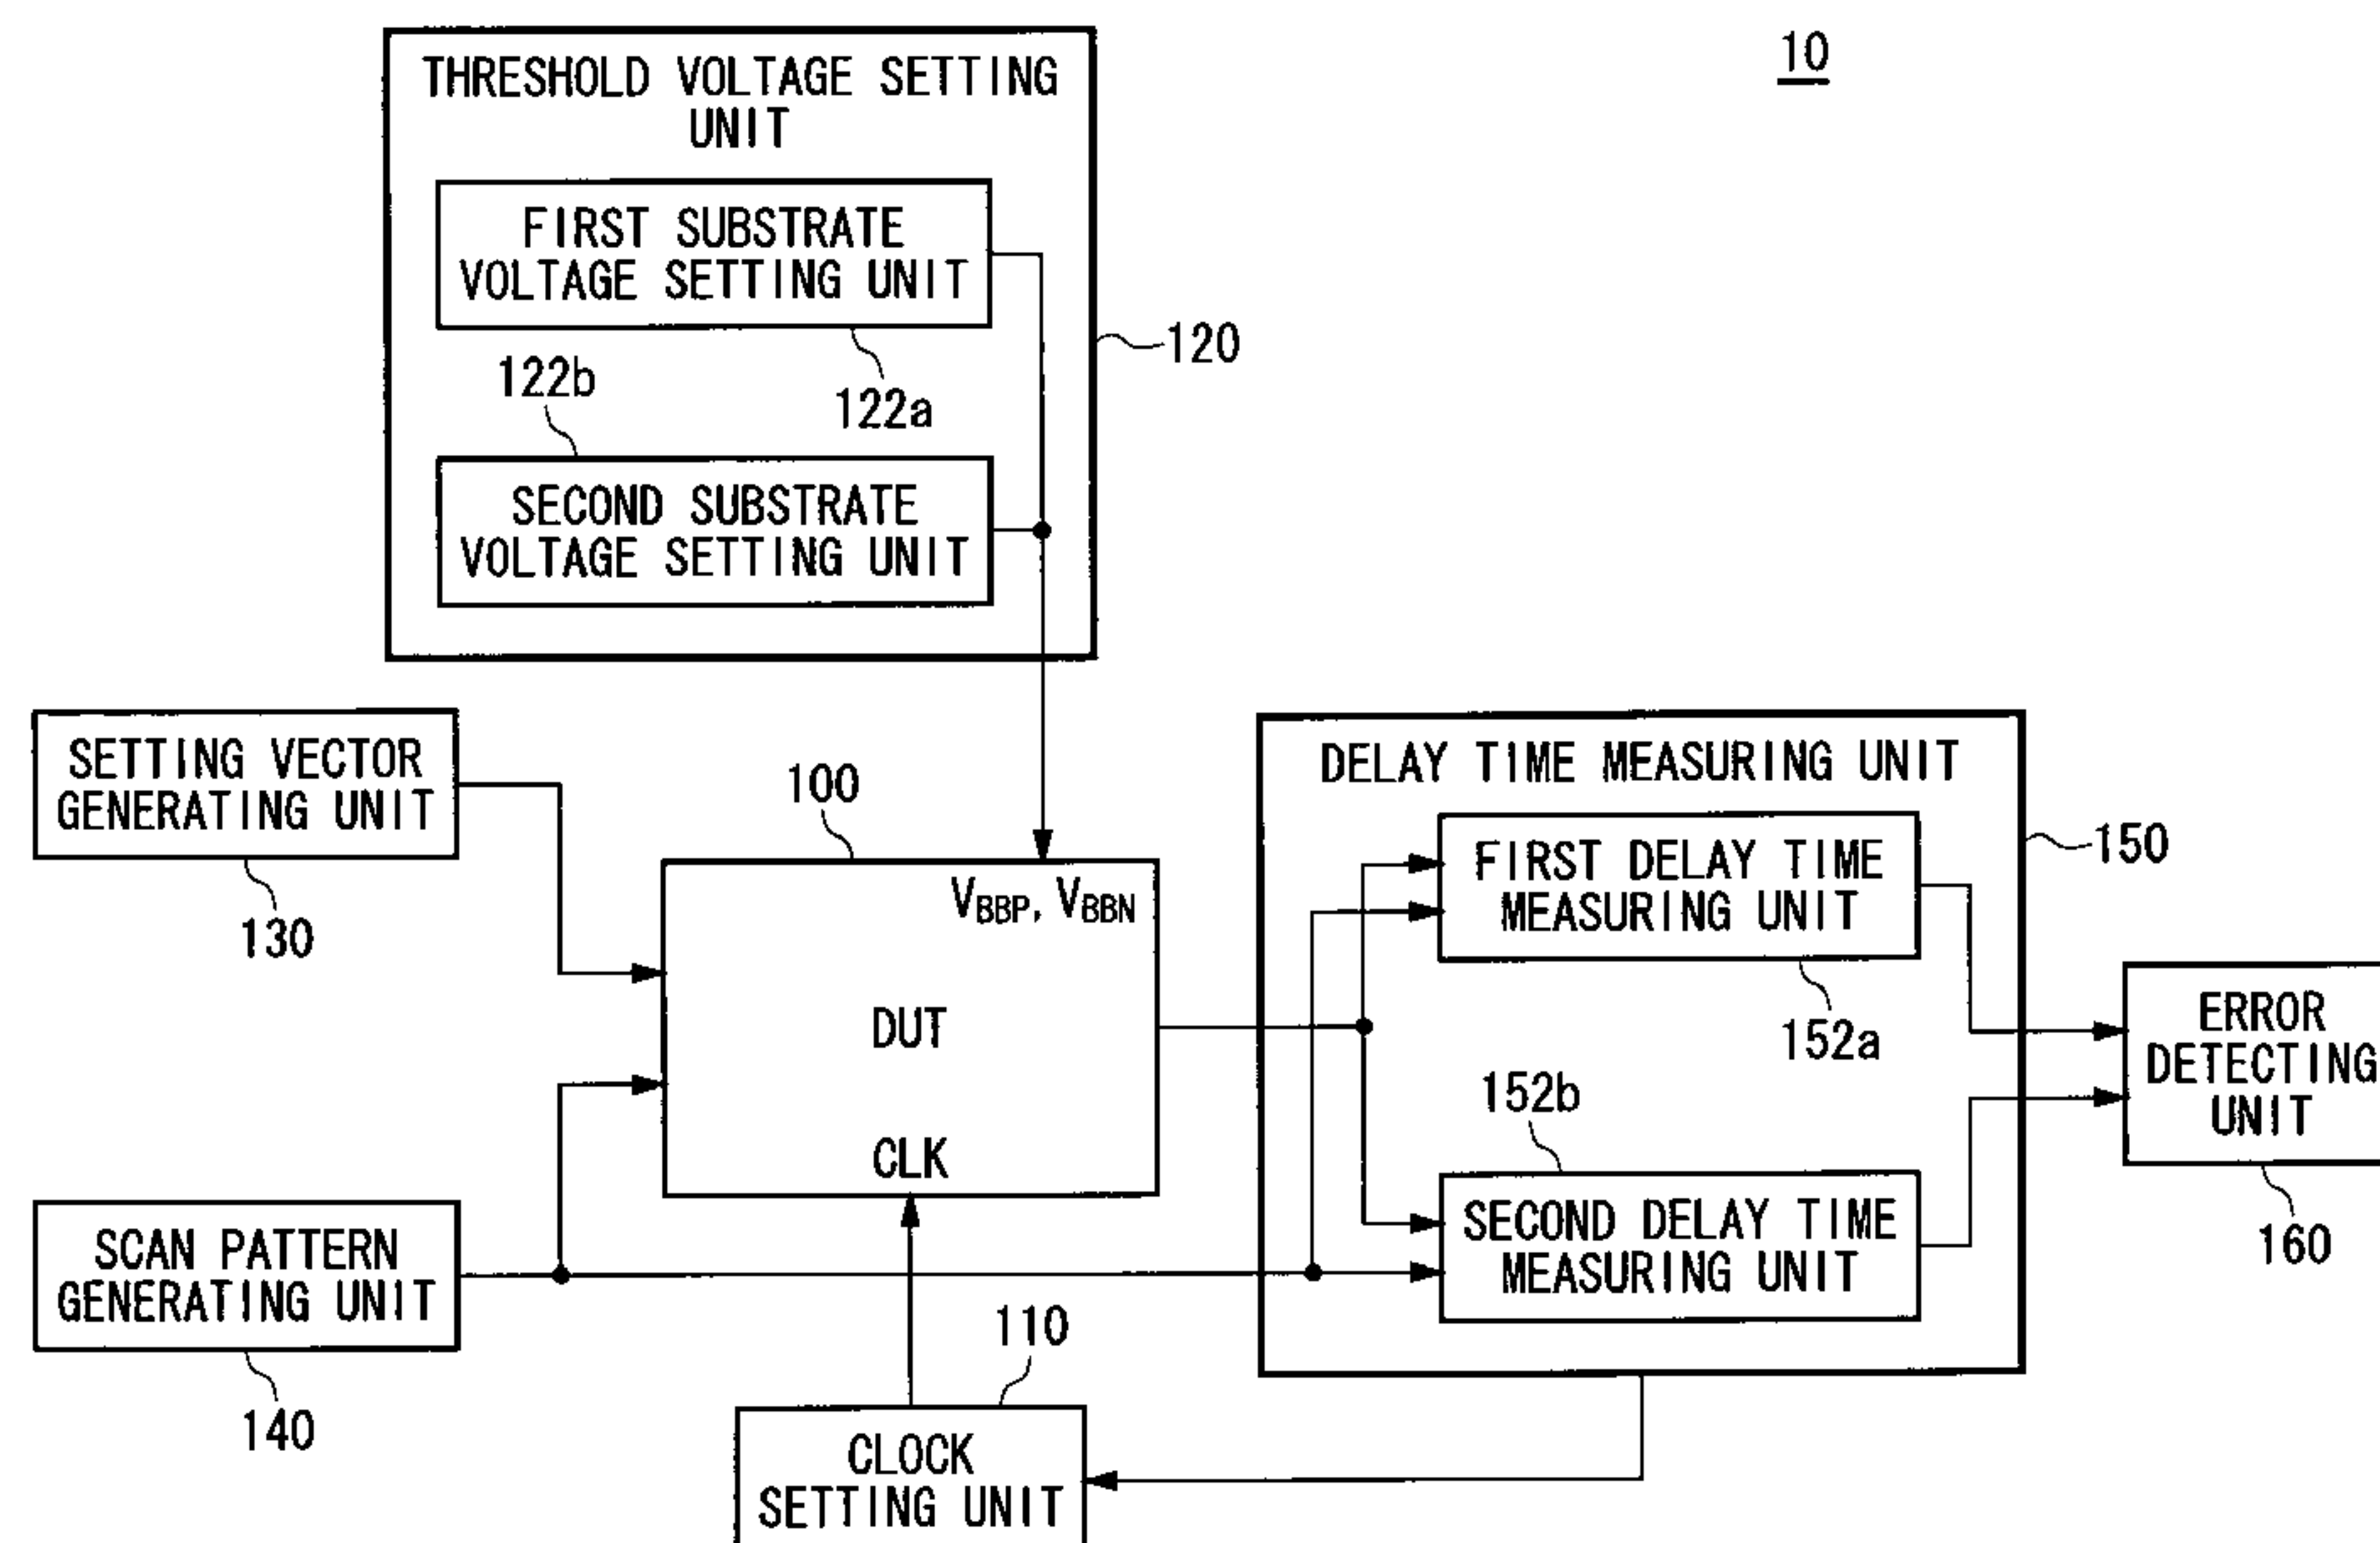 10
THRESHOLD VOLTAGE SETTING
UNIT
FIRST SUBSTRATE
VOLTAGE SETTING UNIT
120
122b
122a
SECOND SUBSTRATE
VOLTAGE SETTING UNIT
SETTING VECTOR
GENERATING UNIT
130
100
VBBP, VBBN
DUT
CLK
DELAY TIME MEASURING UNIT
150
FIRST DELAY TIME
MEASURING UNIT
152a
152b
SECOND DELAY TIME
MEASURING UNIT
ERROR
DETECTING
UNIT
160
SCAN PATTERN
GENERATING UNIT
140
110
CLOCK
SETTING UNIT